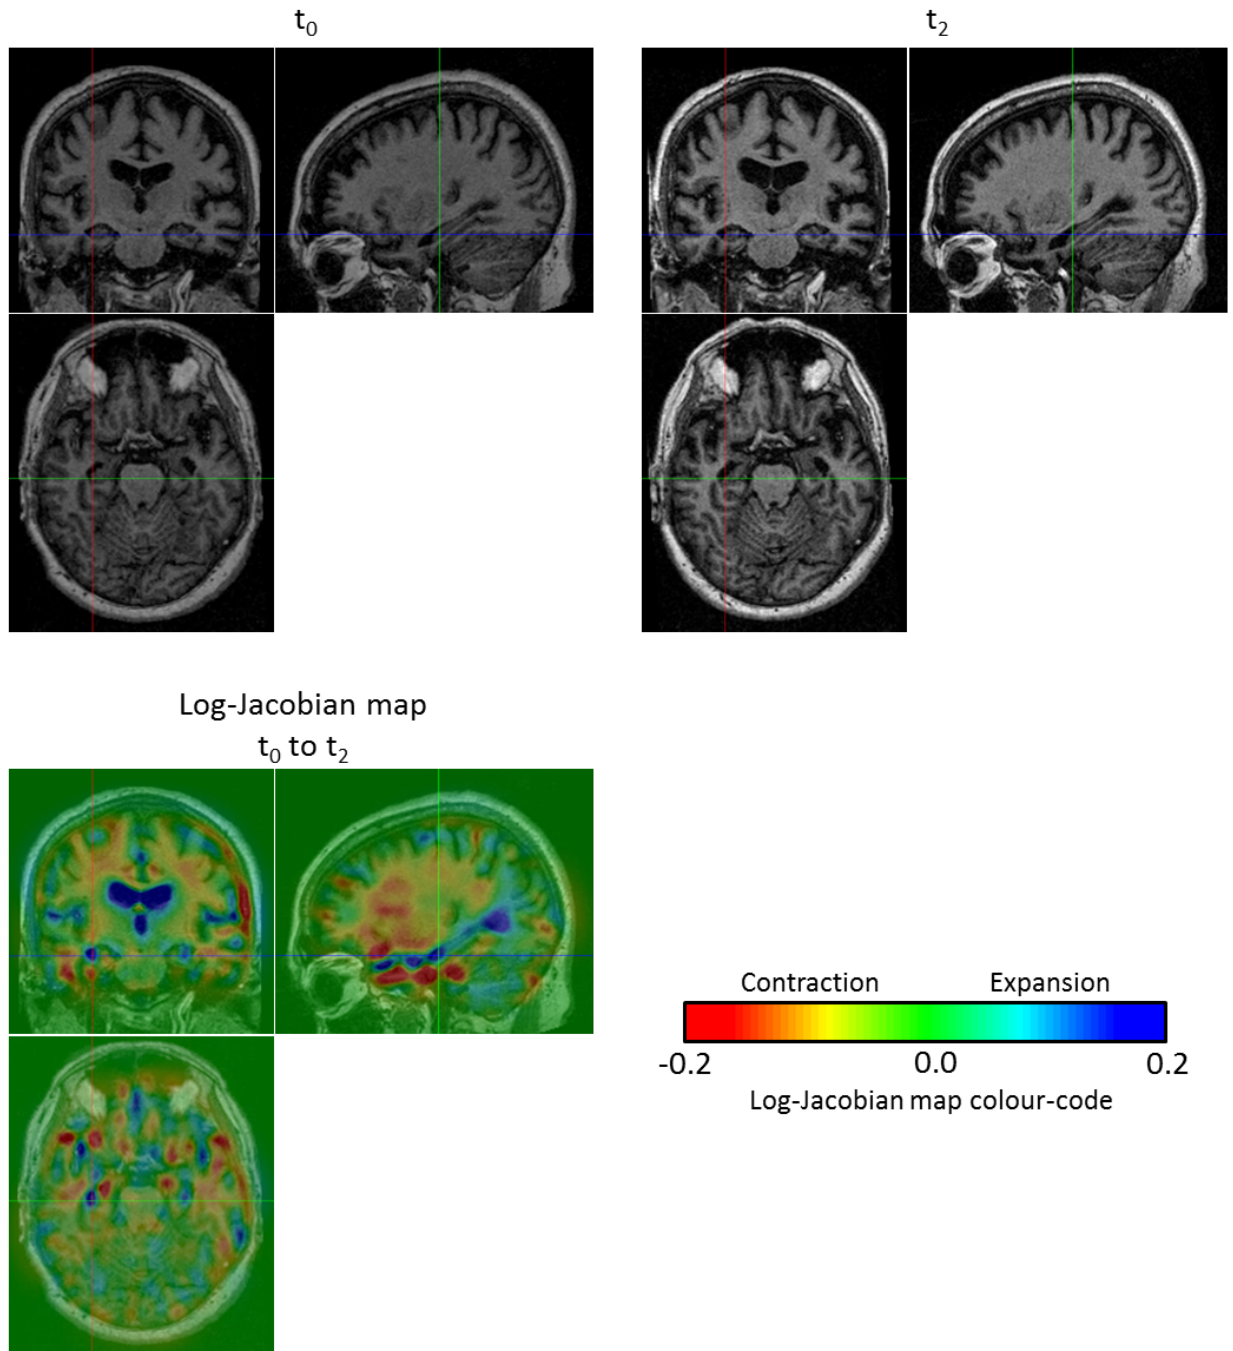 t₀
t₂
Log-Jacobian map
t₀ to t₂
Contraction Expansion
-0.2 0.0 0.2
Log-Jacobian map colour-code